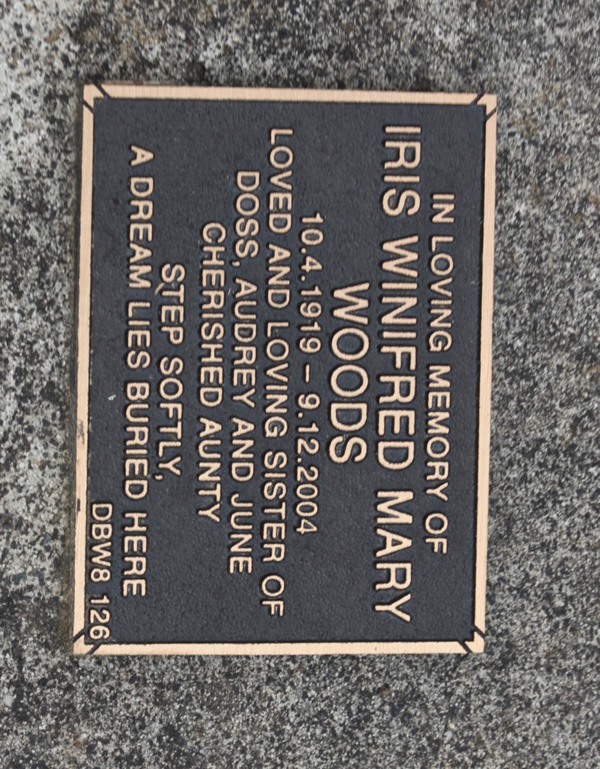 IN LOVING MEMORY OF
IRIS WINIFRED MARY
WOODS
10.4.1919 – 9.12.2004
LOVED AND LOVING SISTER OF
DOSS, AUDREY AND JUNE
CHERISHED AUNTY
STEP SOFTLY,
A DREAM LIES BURIED HERE
DBW8 126